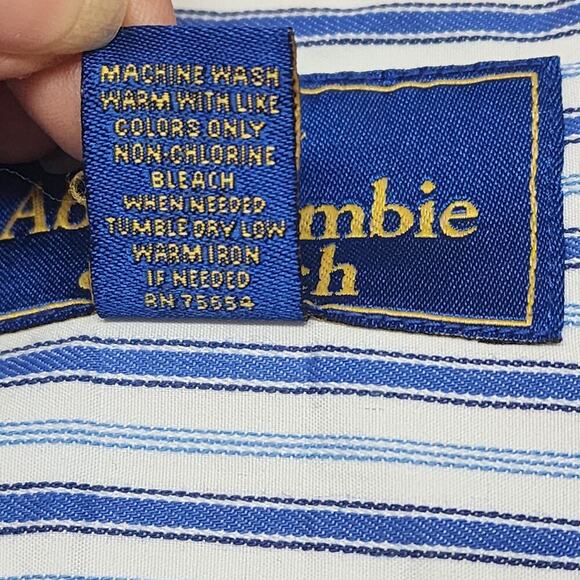 MACHINE WASH
WARM WITH LIKE
COLORS ONLY
NON-CHLORINE
BLEACH
WHEN NEEDED
TUMBLE DRY LOW
WARM IRON
IF NEEDED
RN 75654
Ab mbie
h